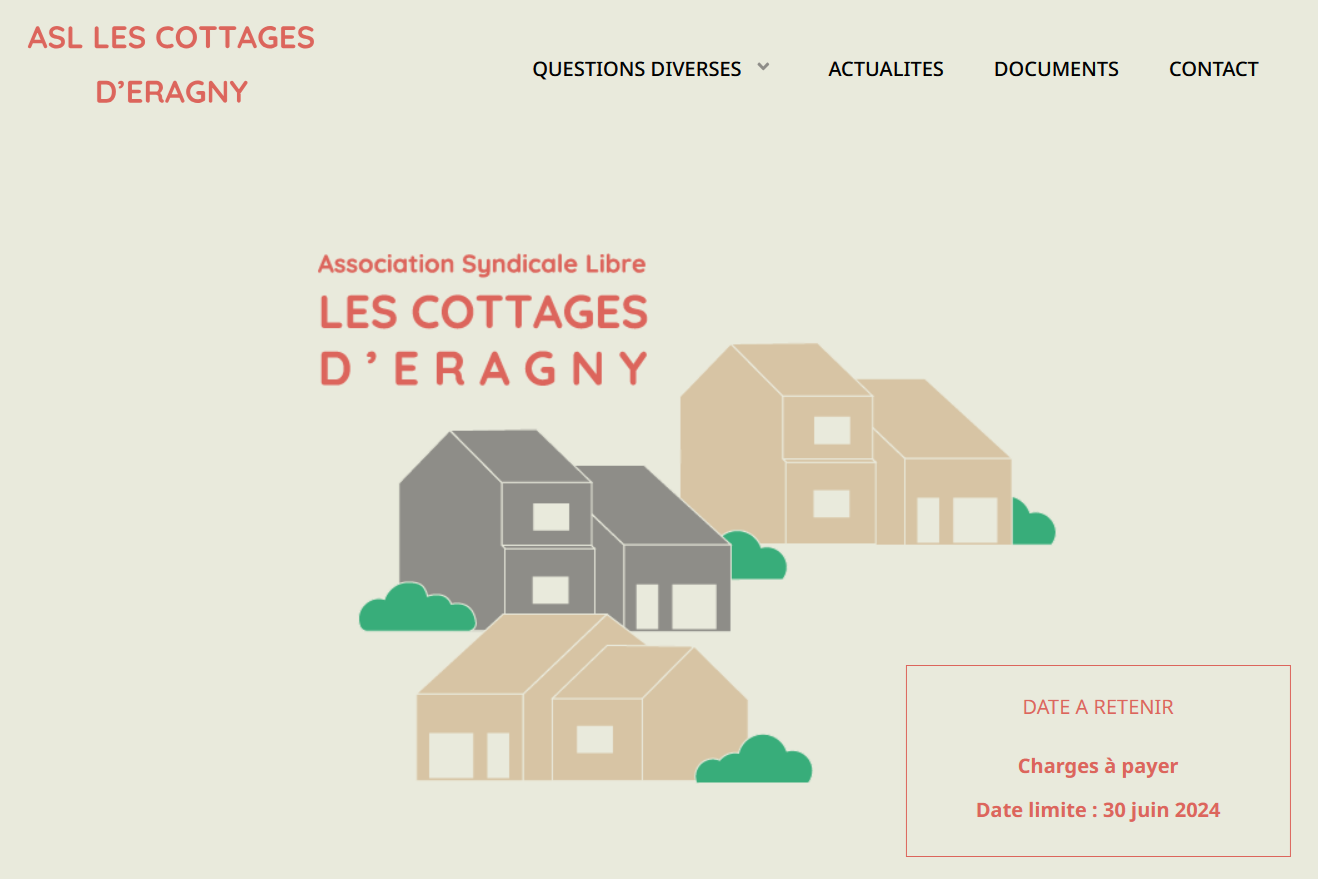 ASL LES COTTAGES
D’ERAGNY
QUESTIONS DIVERSES
ACTUALITES
DOCUMENTS
CONTACT
Association Syndicale Libre
LES COTTAGES
D’ERAGNY
DATE A RETENIR
Charges à payer
Date limite : 30 juin 2024